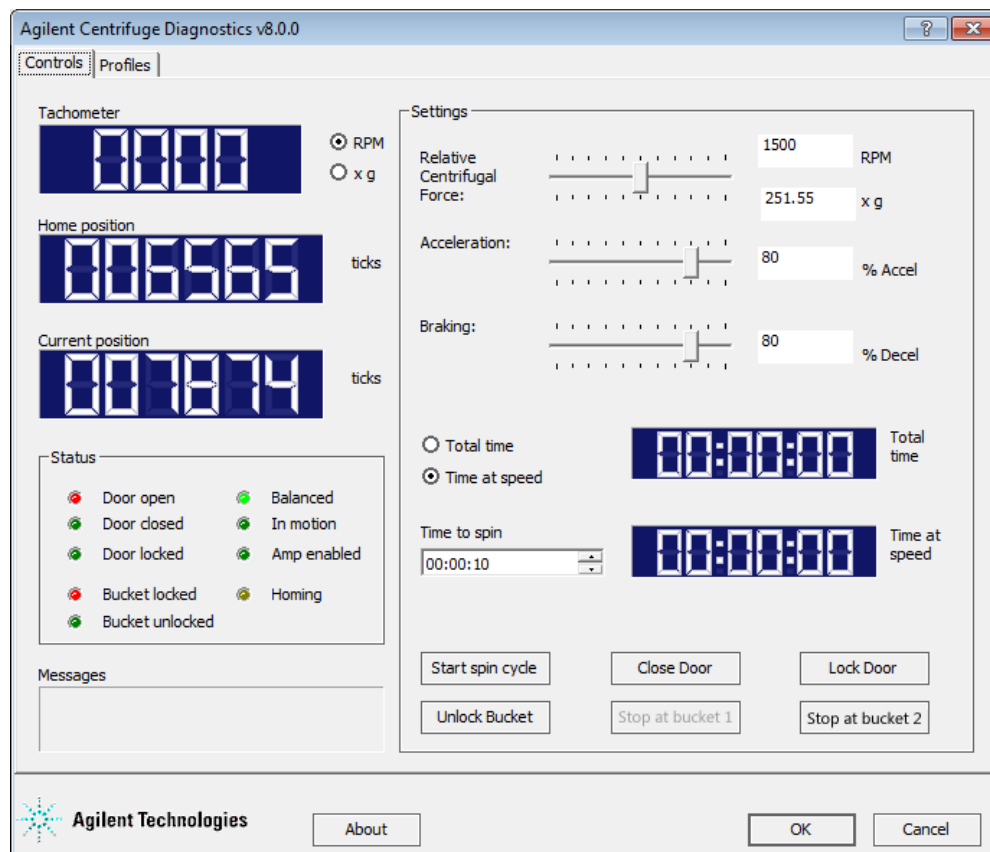 Agilent Centrifuge Diagnostics v8.0.0
Controls
Profiles
Tachometer
0000
RPM
x g
Home position
006565
ticks
Current position
007874
ticks
Status
Door open
Door closed
Door locked
Bucket locked
Bucket unlocked
Balanced
In motion
Amp enabled
Homing
Messages
Settings
Relative
Centrifugal
Force:
1500
RPM
251.55
x g
Acceleration:
80
% Accel
Braking:
80
% Decel
Total time
Time at speed
00:00:00
Total
time
Time to spin
00:00:10
00:00:00
Time at
speed
Start spin cycle
Close Door
Lock Door
Unlock Bucket
Stop at bucket 1
Stop at bucket 2
Agilent Technologies
About
OK
Cancel